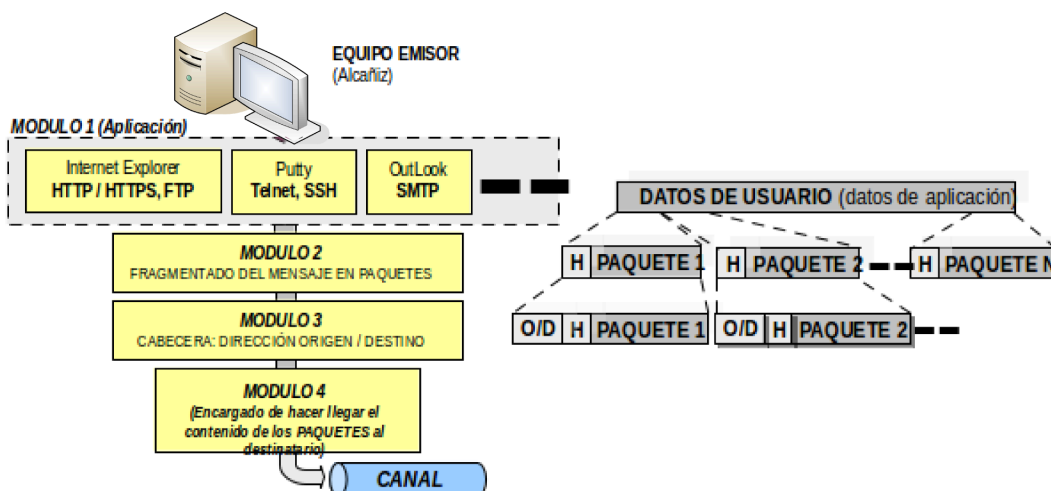 EQUIPO EMISOR
(Alcañiz)
MODULO 1 (Aplicación)
Internet Explorer
HTTP / HTTPS, FTP
Putty
Telnet, SSH
OutLook
SMTP
MODULO 2
FRAGMENTADO DEL MENSAJE EN PAQUETES
MODULO 3
CABECERA: DIRECCIÓN ORIGEN / DESTINO
MODULO 4
(Encargado de hacer llegar el
contenido de los PAQUETES al
destinatario)
CANAL
DATOS DE USUARIO (datos de aplicación)
H PAQUETE 1
H PAQUETE 2
H PAQUETE N
O/D H PAQUETE 1
O/D H PAQUETE 2